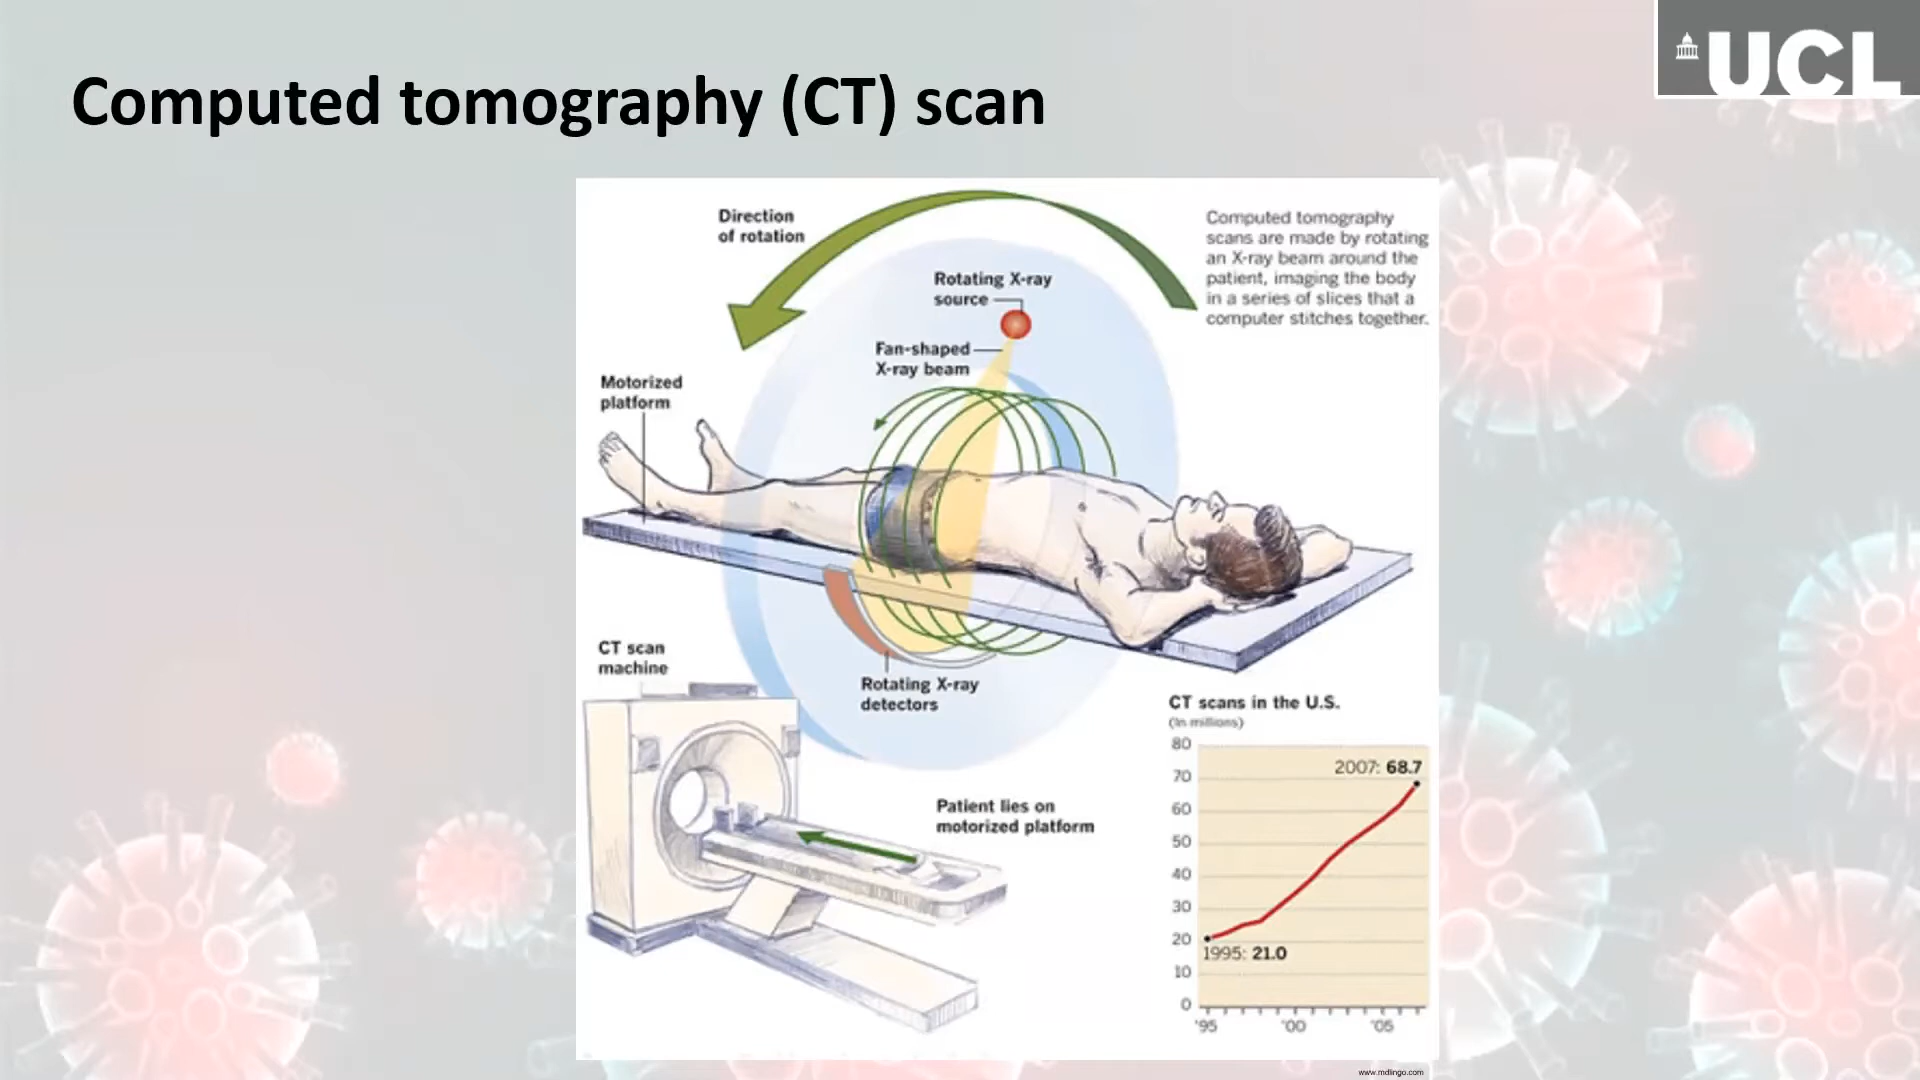 UCL
Computed tomography (CT) scan
Direction
of rotation
Computed tomography
scans are made by rotating
an X-ray beam around the
patient, imaging the body
in a series of slices that a
computer stitches together.
Rotating X-ray
source
Fan-shaped
X-ray beam
Motorized
platform
CT scan
machine
Rotating X-ray
detectors
Patient lies on
motorized platform
CT scans in the U.S.
(In millions)
80
70
60
50
40
30
20
10
0
2007: 68.7
1995: 21.0
'95 '00 '05
www.mdlingo.com